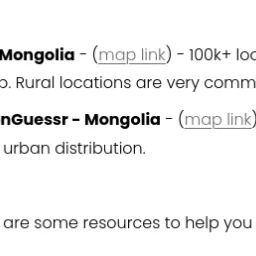 Mongolia - (map link) - 100k+ loc
p. Rural locations are very comm
nGuessr - Mongolia - (map link)
urban distribution.
are some resources to help you